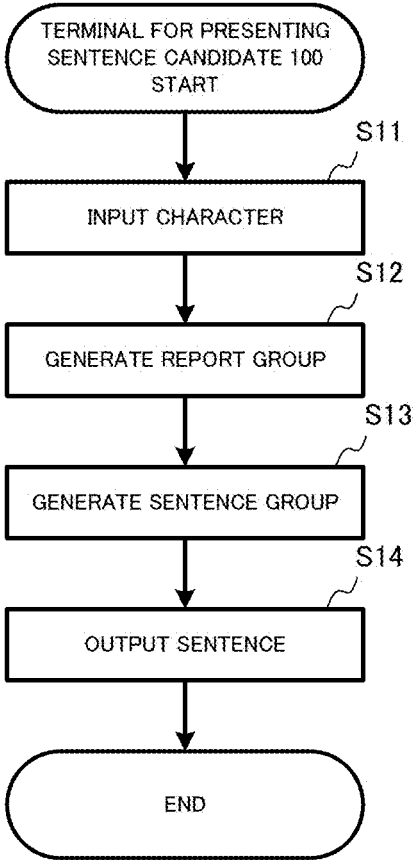 TERMINAL FOR PRESENTING
SENTENCE CANDIDATE 100
START
S11
INPUT CHARACTER
S12
GENERATE REPORT GROUP
S13
GENERATE SENTENCE GROUP
S14
OUTPUT SENTENCE
END